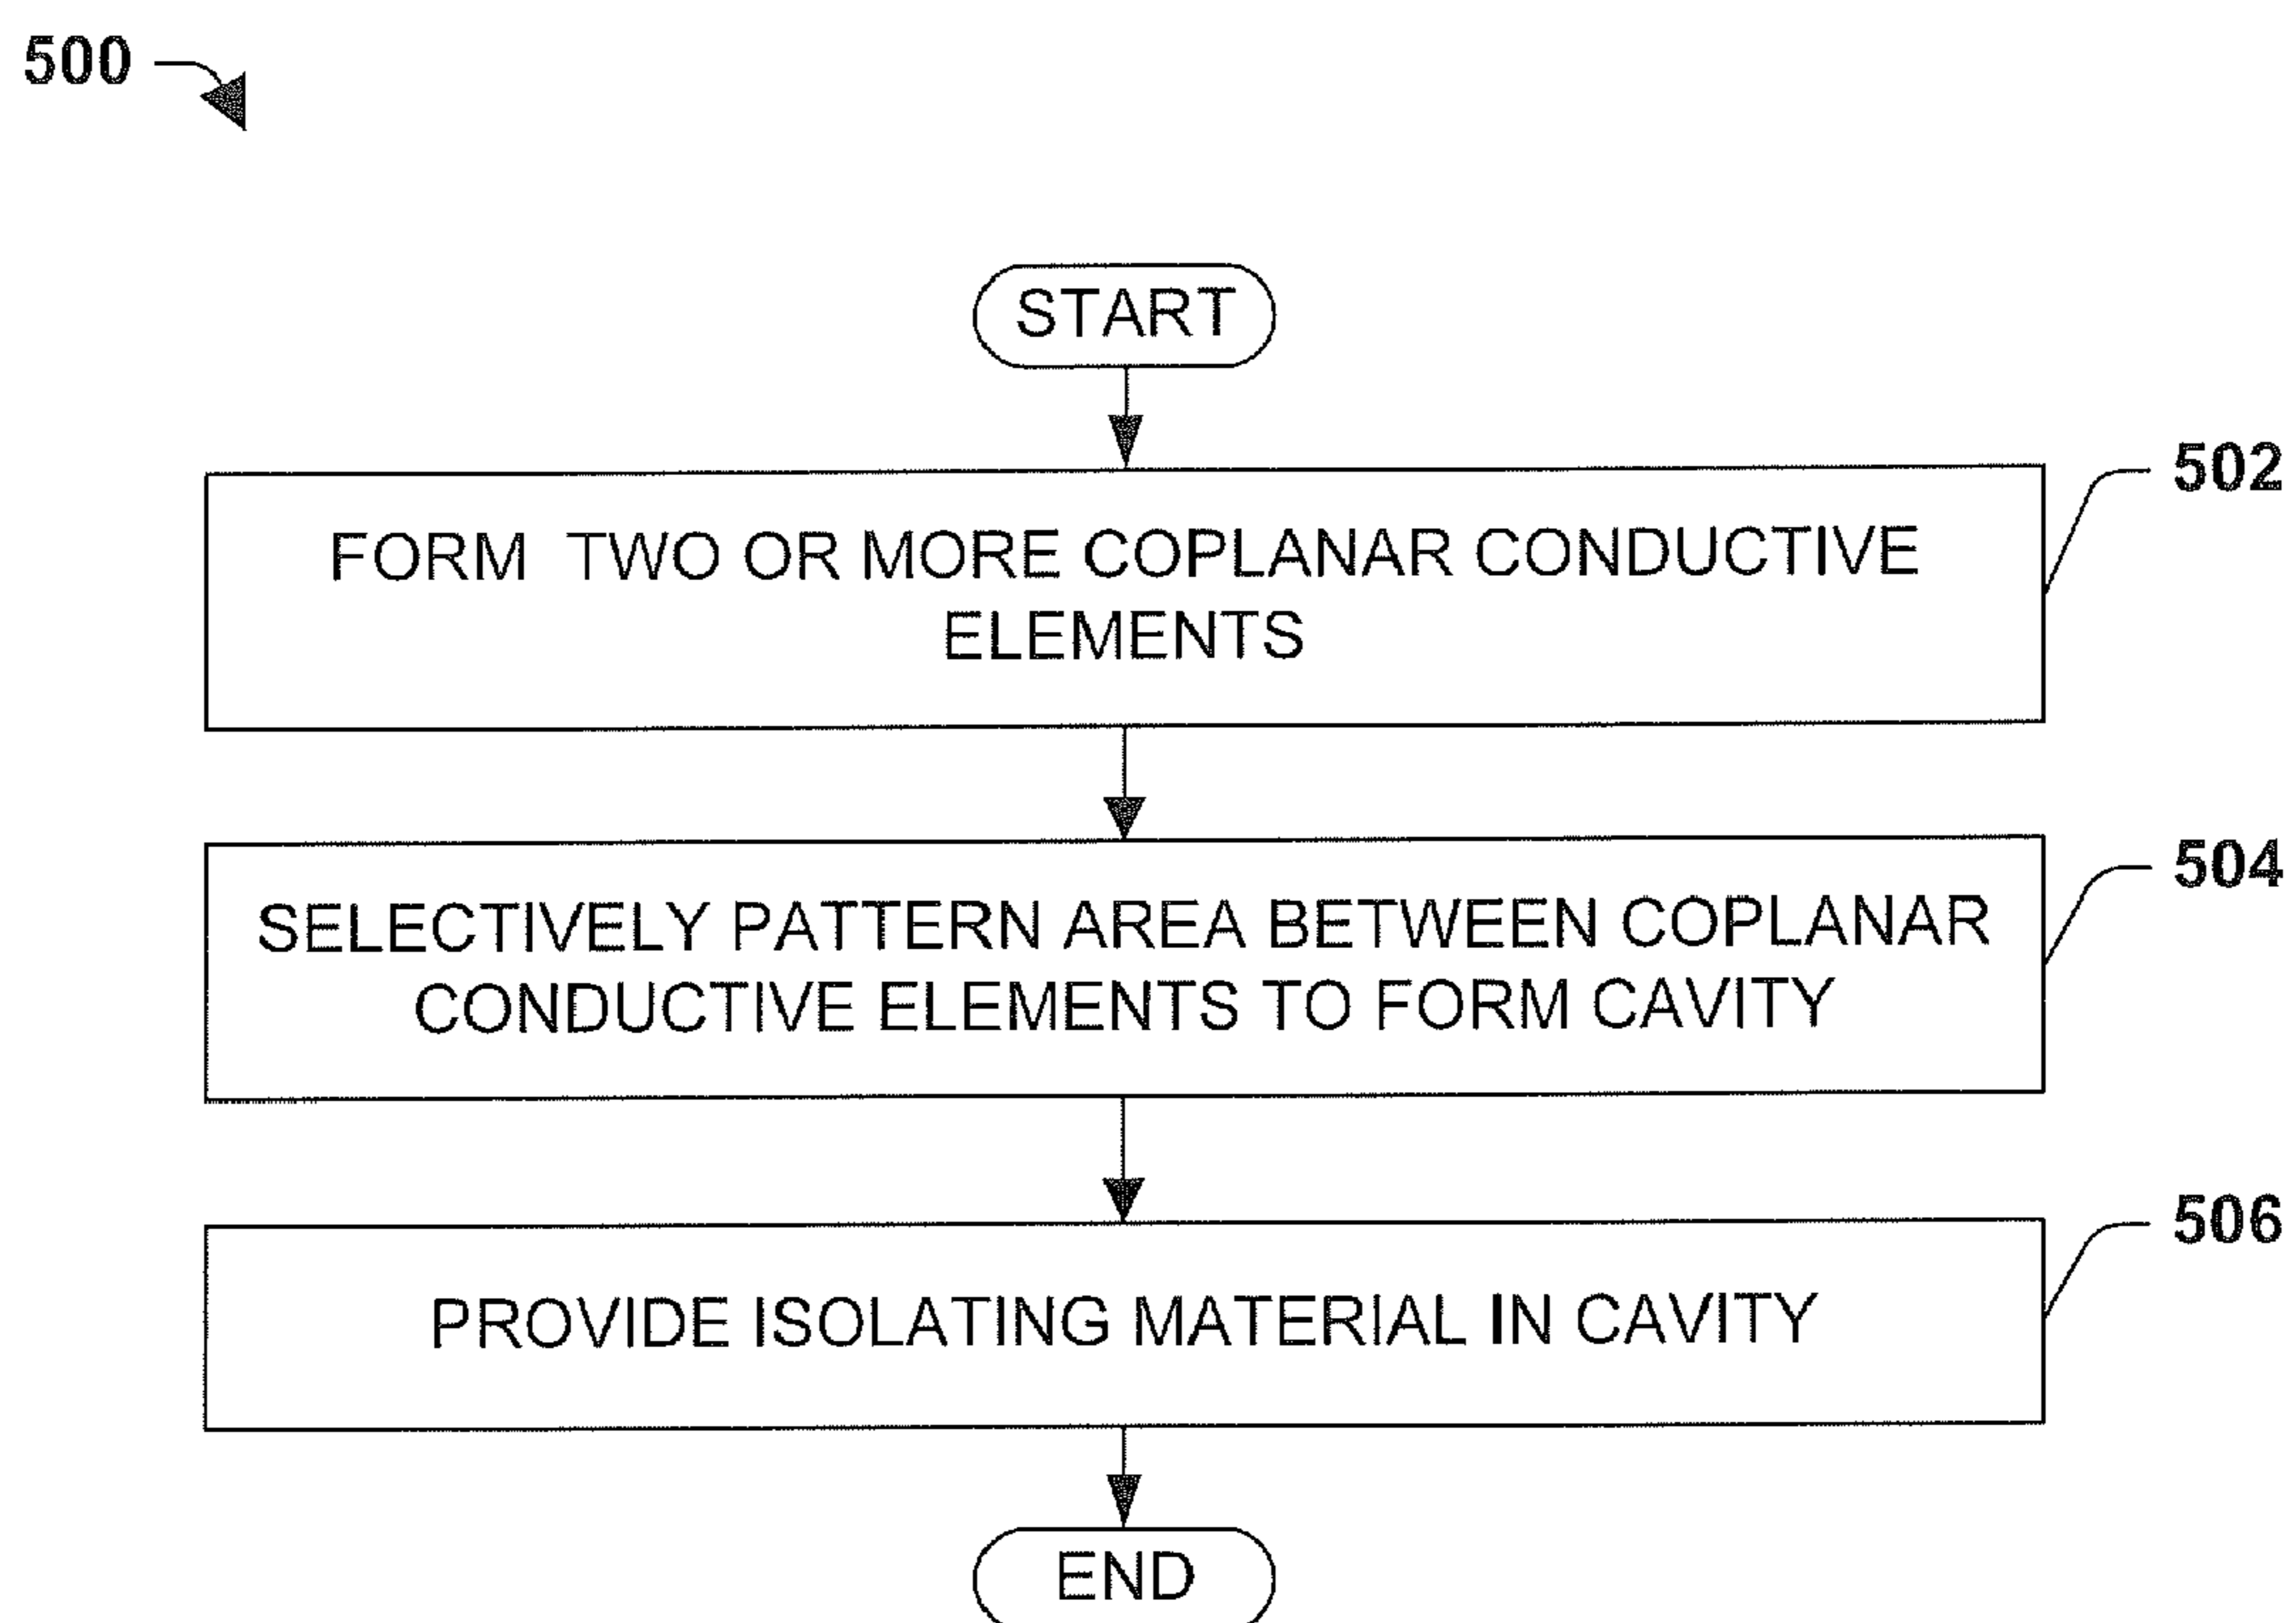 500
START
FORM TWO OR MORE COPLANAR CONDUCTIVE
ELEMENTS
502
SELECTIVELY PATTERN AREA BETWEEN COPLANAR
CONDUCTIVE ELEMENTS TO FORM CAVITY
504
PROVIDE ISOLATING MATERIAL IN CAVITY
506
END